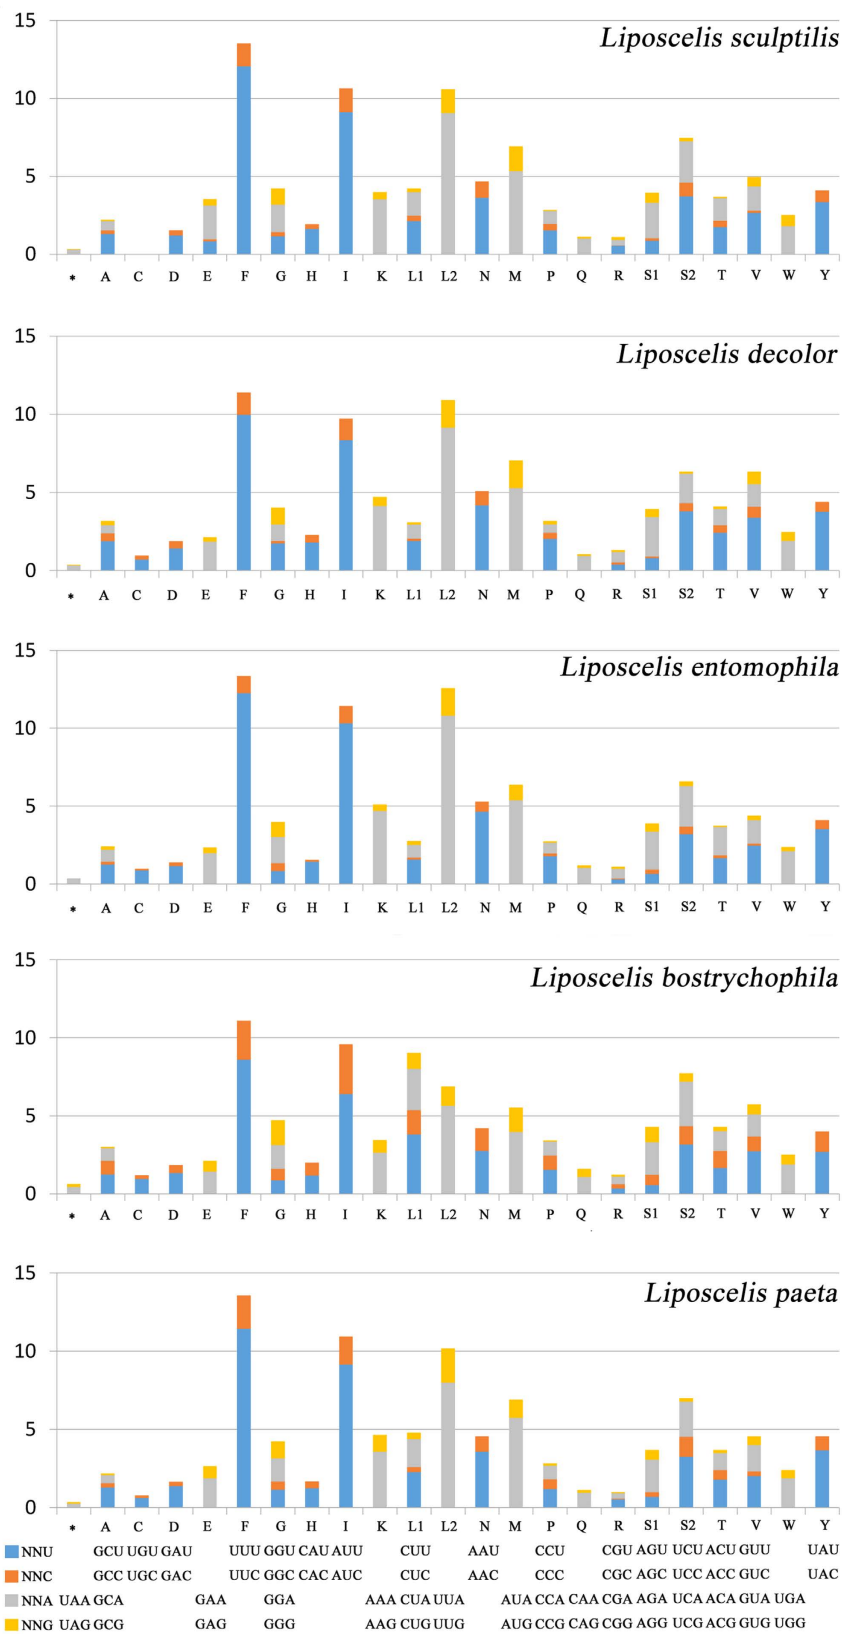 Liposcelis sculptilis
15
10
5
0
* A C D E F G H I K L1 L2 N M P Q R S1 S2 T V W Y
Liposcelis decolor
15
10
5
0
* A C D E F G H I K L1 L2 N M P Q R S1 S2 T V W Y
Liposcelis entomophila
15
10
5
0
* A C D E F G H I K L1 L2 N M P Q R S1 S2 T V W Y
Liposcelis bostrychophila
15
10
5
0
* A C D E F G H I K L1 L2 N M P Q R S1 S2 T V W Y
Liposcelis paeta
15
10
5
0
* A C D E F G H I K L1 L2 N M P Q R S1 S2 T V W Y
NNU GCU UGU GAU UUU GGU CAU AUU CUU AAU CCU CGU AGU UCU ACU GUU UAU
NNC GCC UGC GAC UUC GGC CAC AUC CUC AAC CCC CGC AGC UCC ACC GUC UAC
NNA UAA GCA GAA GGA AAA CUA UUA AUA CCA CAA CGA AGA UCA ACA GUA UGA
NNG UAG GCG GAG GGG AAG CUG UUG AUG CCG CAG CGG AGG UCG ACG GUG UGG